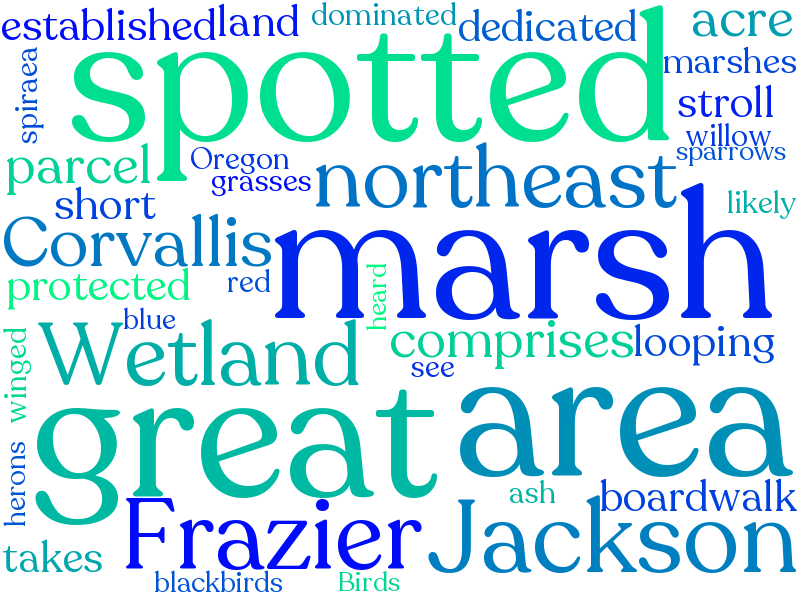 established
land
dominated
dedicated
acre
spotted
marshes
spiraea
stroll
willow
sparrows
parcel
Oregon
grasses
northeast
short
likely
Corvallis
marsh
protected
red
heard
blue
winged
Wetland
comprises
looping
see
great
area
herons
ash
boardwalk
Frazier
Jackson
takes
blackbirds
Birds